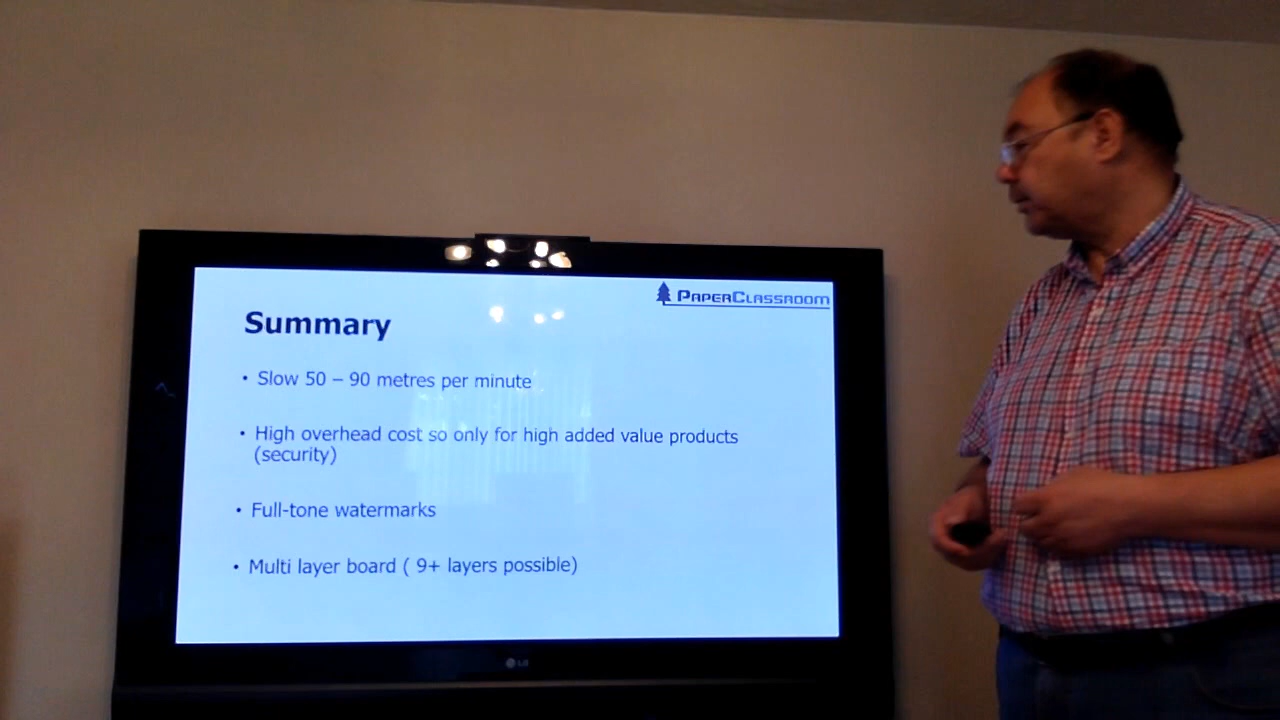 PAPERCLASSROOM
Summary
• Slow 50 – 90 metres per minute
• High overhead cost so only for high added value products
(security)
• Full-tone watermarks
• Multi layer board ( 9+ layers possible)
LG